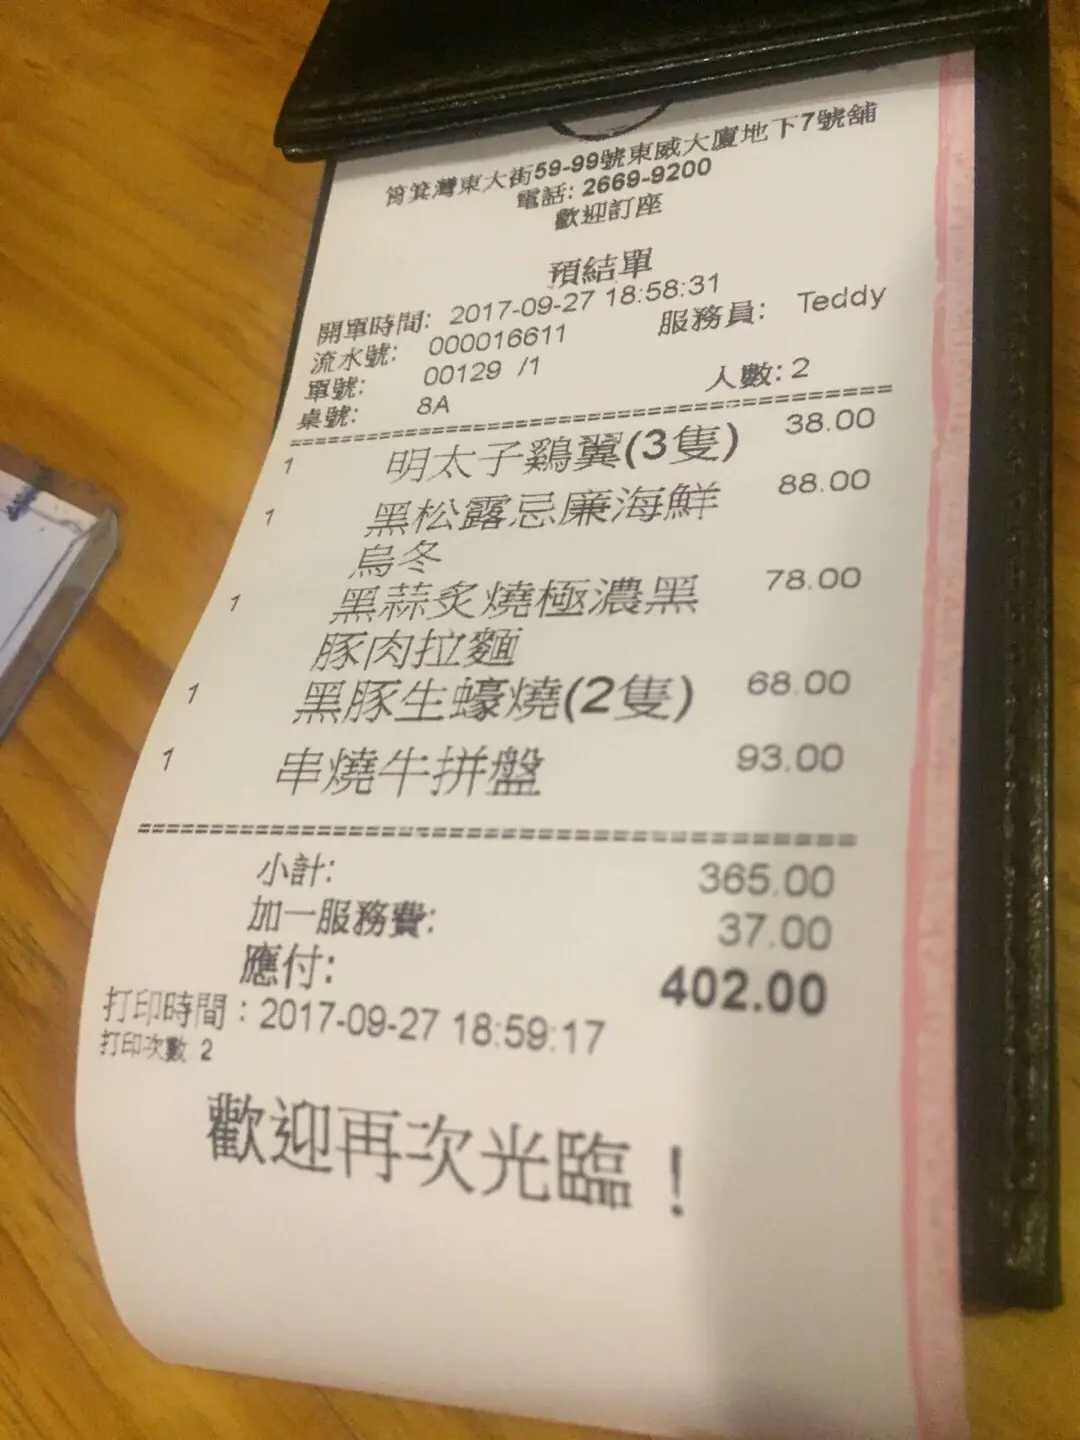 筲箕灣東大街59-99號東威大廈地下7號舖
電話: 2669-9200
歡迎訂座
預結單
開單時間: 2017-09-27 18:58:31
流水號: 000016611 服務員: Teddy
單號: 00129 /1
桌號: 8A 人數: 2
1 明太子鷄翼(3隻) 38.00
1 黑松露忌廉海鮮 88.00
烏冬
1 黑蒜炙燒極濃黑 78.00
豚肉拉麵
1 黑豚生蠔燒(2隻) 68.00
1 串燒牛拼盤 93.00
小計: 365.00
加一服務費: 37.00
應付: 402.00
打印時間：2017-09-27 18:59:17
打印次數 2
歡迎再次光臨！